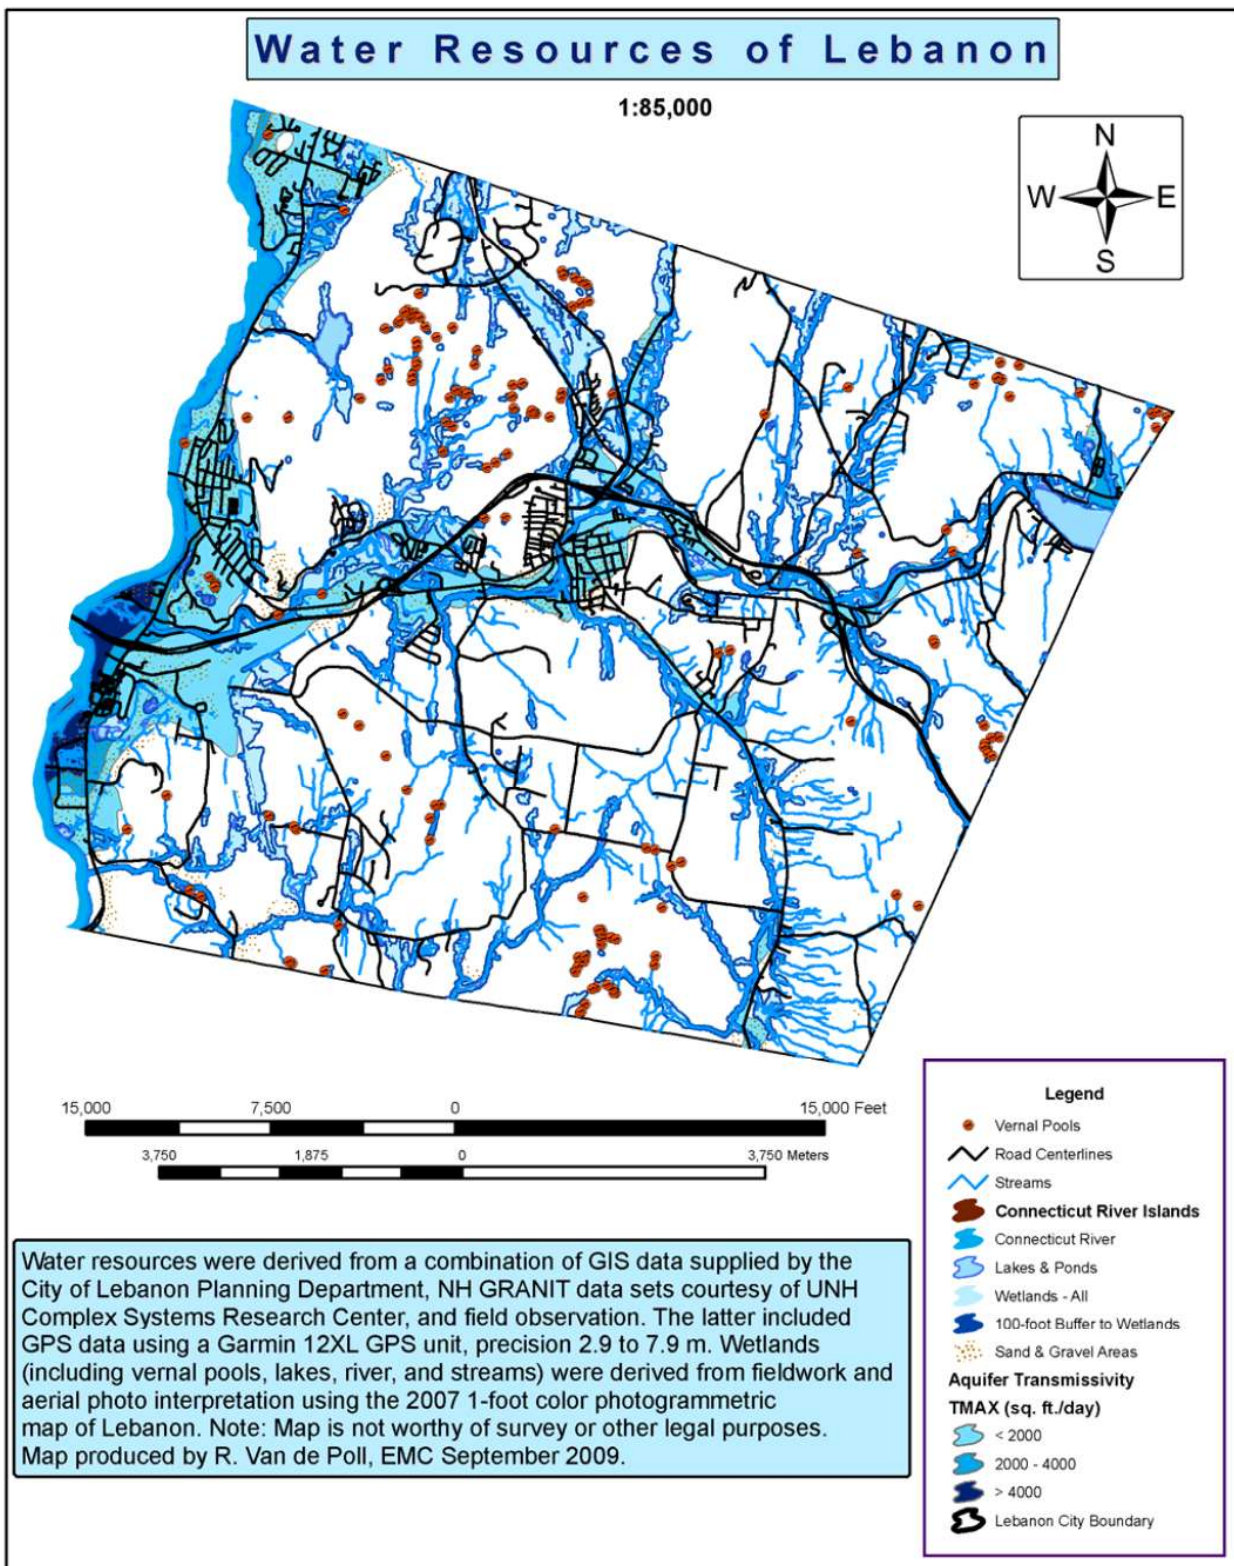 Water Resources of Lebanon
1:85,000
N
W E
S
15,000 7,500 0 15,000 Feet
3,750 1,875 0 3,750 Meters
Legend
Vernal Pools
Road Centerlines
Streams
Connecticut River Islands
Connecticut River
Lakes & Ponds
Wetlands - All
100-foot Buffer to Wetlands
Sand & Gravel Areas
Aquifer Transmissivity
TMAX (sq. ft./day)
< 2000
2000 - 4000
> 4000
Lebanon City Boundary
Water resources were derived from a combination of GIS data supplied by the
City of Lebanon Planning Department, NH GRANIT data sets courtesy of UNH
Complex Systems Research Center, and field observation. The latter included
GPS data using a Garmin 12XL GPS unit, precision 2.9 to 7.9 m. Wetlands
(including vernal pools, lakes, river, and streams) were derived from fieldwork and
aerial photo interpretation using the 2007 1-foot color photogrammetric
map of Lebanon. Note: Map is not worthy of survey or other legal purposes.
Map produced by R. Van de Poll, EMC September 2009.